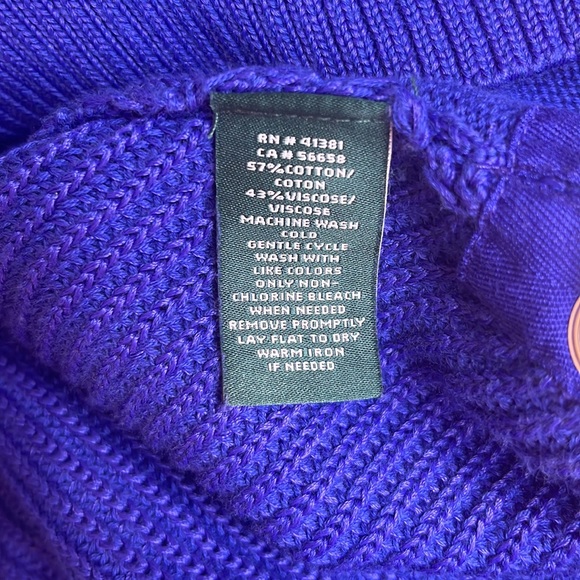 RN # 41381
CA # 56658
57%COTTON/
COTON
43%VISCOSE/
VISCOSE
MACHINE WASH
COLD
GENTLE CYCLE
WASH WITH
LIKE COLORS
ONLY NON-
CHLORINE BLEACH
WHEN NEEDED
REMOVE PROMPTLY
LAY FLAT TO DRY
WARM IRON
IF NEEDED